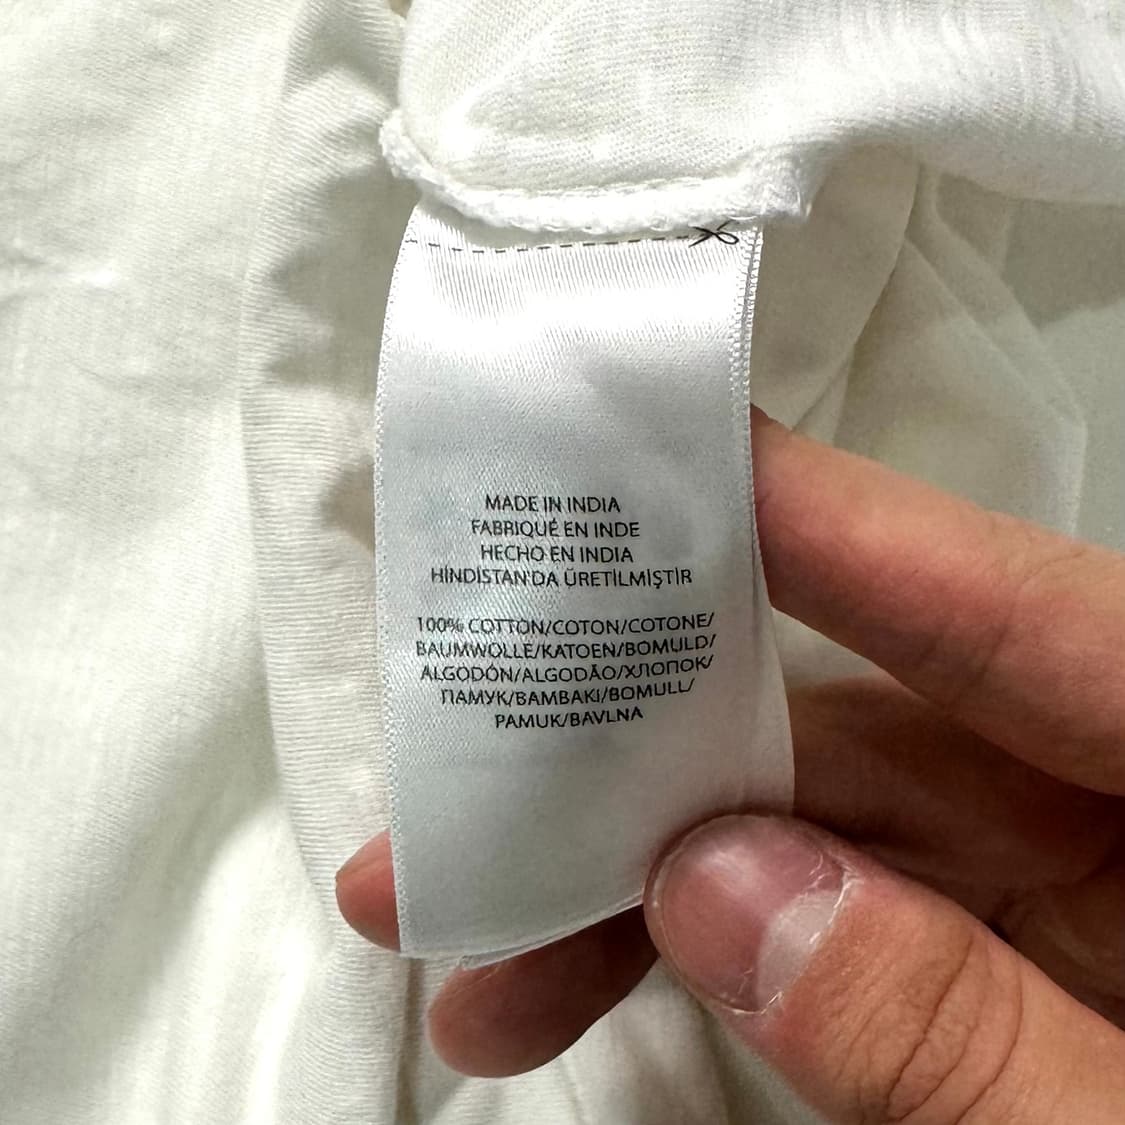 MADE IN INDIA
FABRIQUÉ EN INDE
HECHO EN INDIA
HİNDİSTAN'DA ÜRETİLMİŞTİR
100% COTTON/COTON/COTONE/
BAUMWOLLE/KATOEN/BOMULD/
ALGODÓN/ALGODÃO/ХЛОПОК/
ПАМУК/BAMBAKI/BOMULL/
PAMUK/BAVLNA